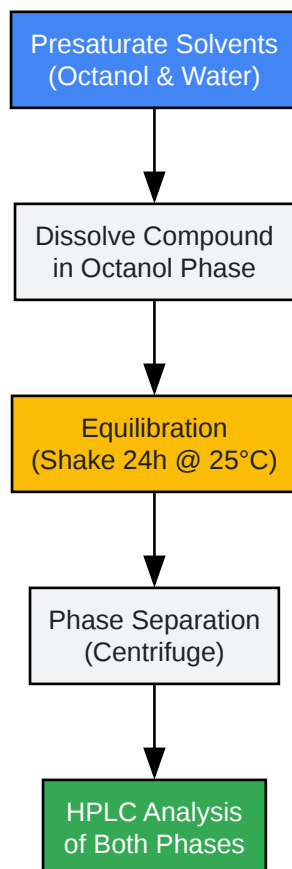 Presaturate Solvents
(Octanol & Water)
Dissolve Compound
in Octanol Phase
Equilibration
(Shake 24h @ 25°C)
Phase Separation
(Centrifuge)
HPLC Analysis
of Both Phases